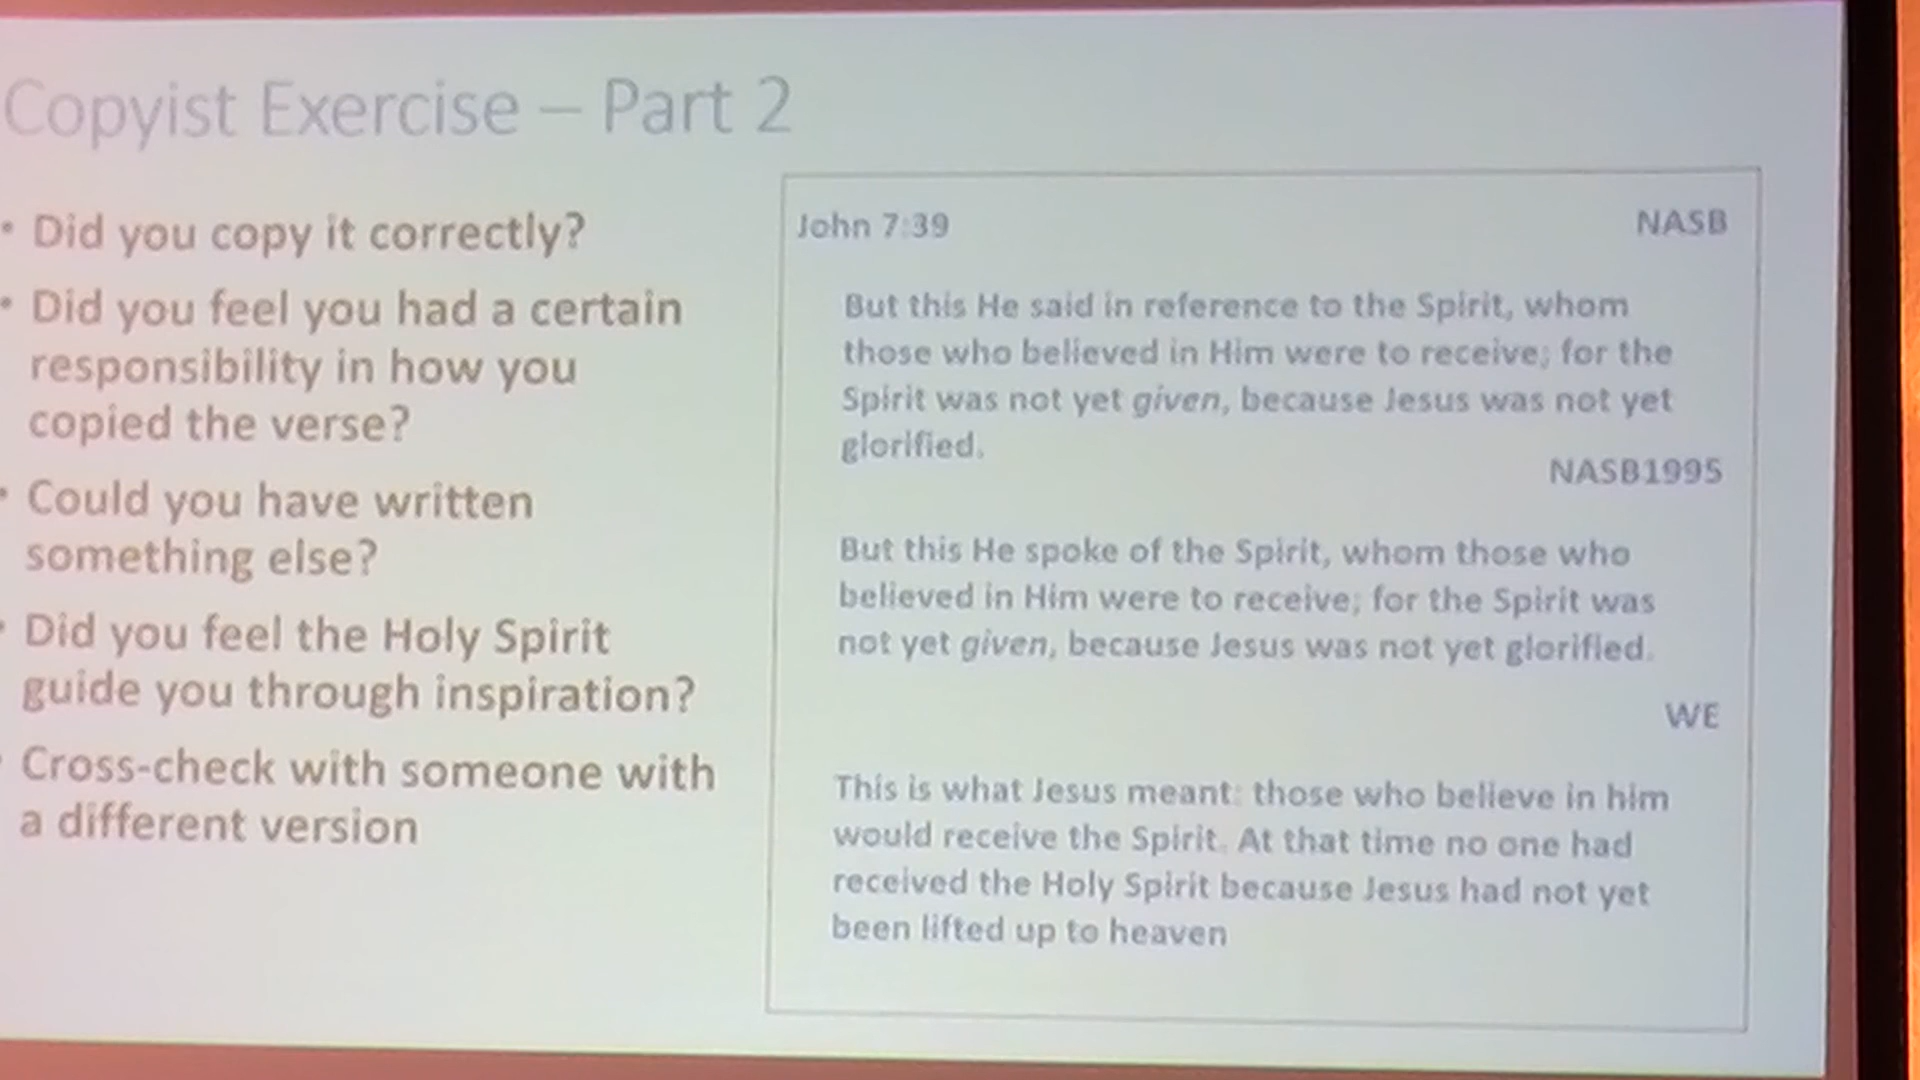 Copyist Exercise – Part 2
• Did you copy it correctly?
• Did you feel you had a certain
responsibility in how you
copied the verse?
• Could you have written
something else?
• Did you feel the Holy Spirit
guide you through inspiration?
• Cross-check with someone with
a different version
John 7:39 NASB
But this He said in reference to the Spirit, whom
those who believed in Him were to receive; for the
Spirit was not yet given, because Jesus was not yet
glorified.
NASB1995
But this He spoke of the Spirit, whom those who
believed in Him were to receive; for the Spirit was
not yet given, because Jesus was not yet glorified.
WE
This is what Jesus meant: those who believe in him
would receive the Spirit. At that time no one had
received the Holy Spirit because Jesus had not yet
been lifted up to heaven